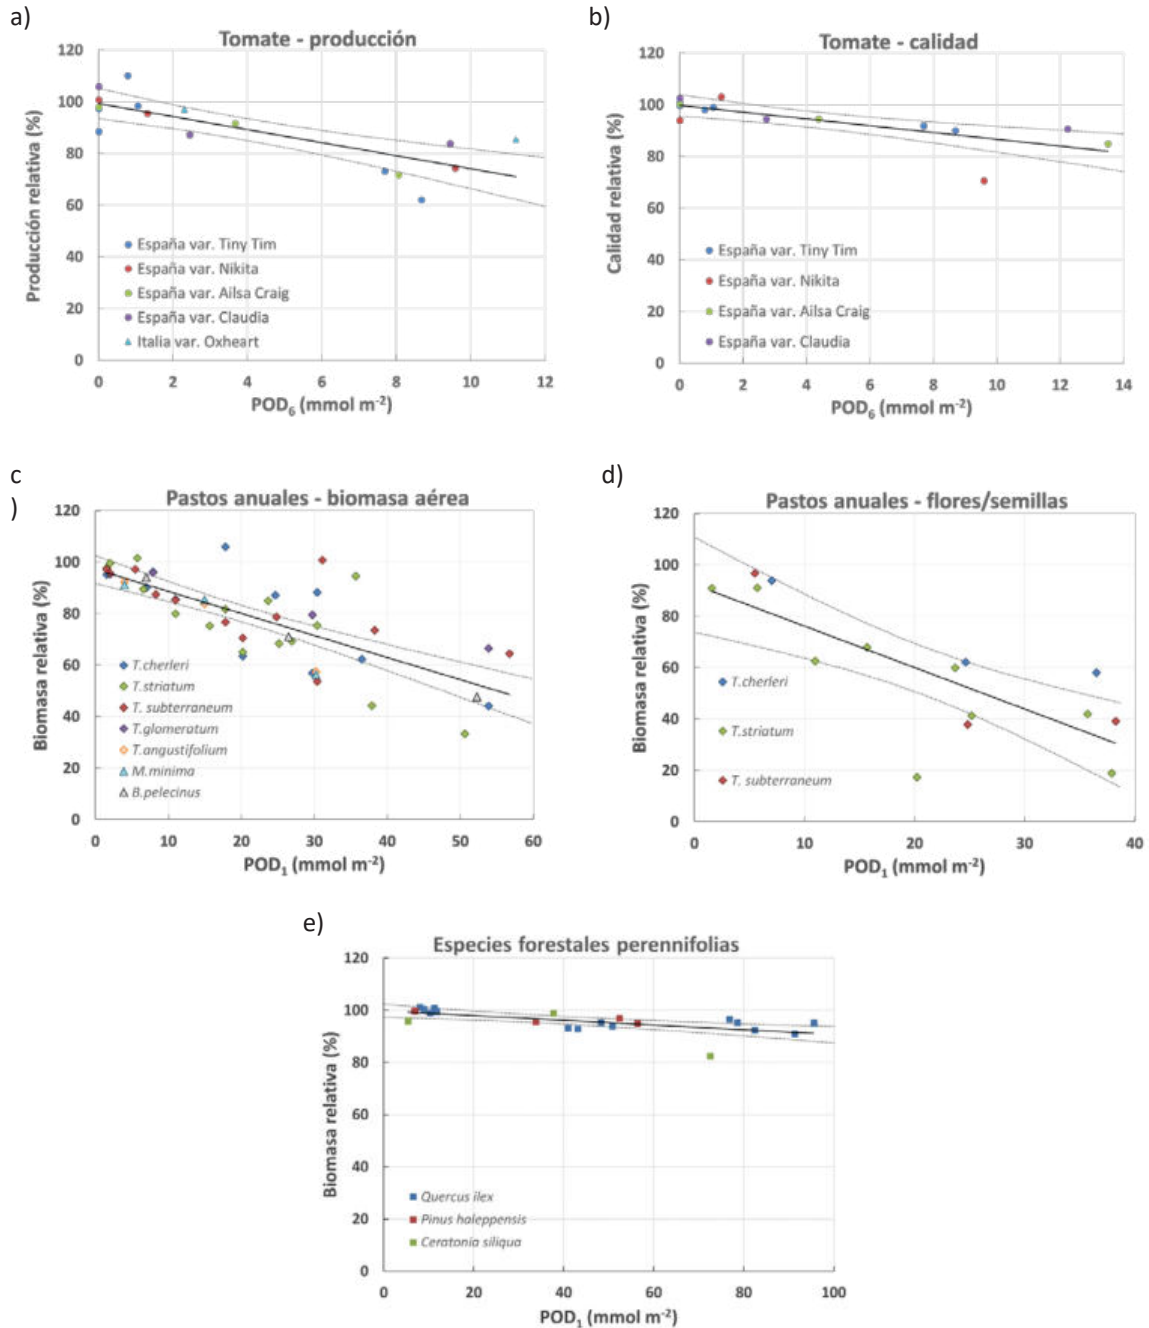 a)
Tomate - producción
120
100
80
60
40
20
0
Producción relativa (%)
España var. Tiny Tim
España var. Nikita
España var. Ailsa Craig
España var. Claudia
Italia var. Oxheart
0 2 4 6 8 10 12
POD₆ (mmol m⁻²)
b)
Tomate - calidad
120
100
80
60
40
20
0
Calidad relativa (%)
España var. Tiny Tim
España var. Nikita
España var. Ailsa Craig
España var. Claudia
0 2 4 6 8 10 12 14
POD₆ (mmol m⁻²)
c
)
Pastos anuales - biomasa aérea
120
100
80
60
40
20
0
Biomasa relativa (%)
T.cherleri
T.striatum
T. subterraneum
T.glomeratum
T.angustifolium
M.minima
B.pelecinus
0 10 20 30 40 50 60
POD₁ (mmol m⁻²)
d)
Pastos anuales - flores/semillas
120
100
80
60
40
20
0
Biomasa relativa (%)
T.cherleri
T.striatum
T. subterraneum
0 10 20 30 40
POD₁ (mmol m⁻²)
e)
Especies forestales perennifolias
120
100
80
60
40
20
0
Biomasa relativa (%)
Quercus ilex
Pinus haleppensis
Ceratonia siliqua
0 20 40 60 80 100
POD₁ (mmol m⁻²)